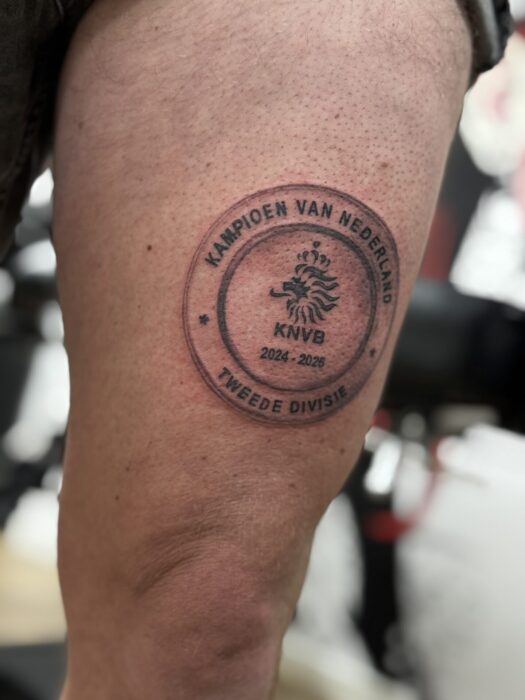 KAMPIOEN VAN NEDERLAND
KNVB
2024 - 2025
TWEEDE DIVISIE